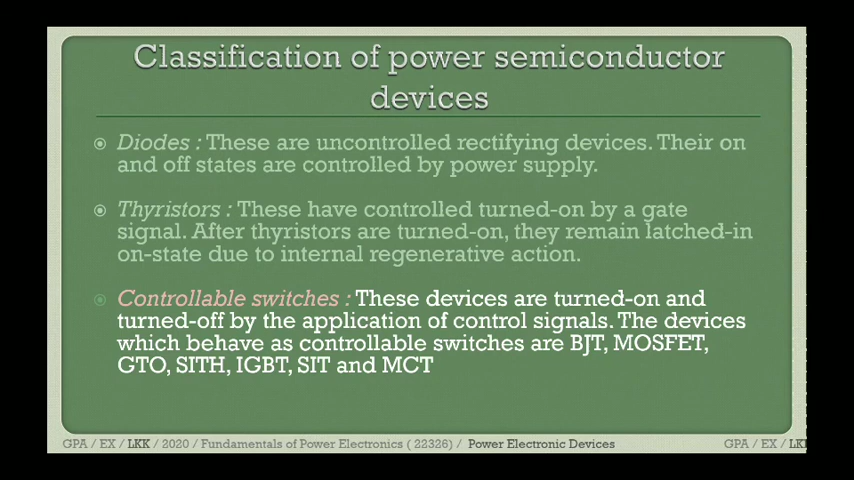 Classification of power semiconductor
devices
Diodes : These are uncontrolled rectifying devices. Their on
and off states are controlled by power supply.
Thyristors : These have controlled turned-on by a gate
signal. After thyristors are turned-on, they remain latched-in
on-state due to internal regenerative action.
Controllable switches : These devices are turned-on and
turned-off by the application of control signals. The devices
which behave as controllable switches are BJT, MOSFET,
GTO, SITH, IGBT, SIT and MCT
GPA / EX / LKK / 2020 / Fundamentals of Power Electronics ( 22326) / Power Electronic Devices GPA / EX / LK